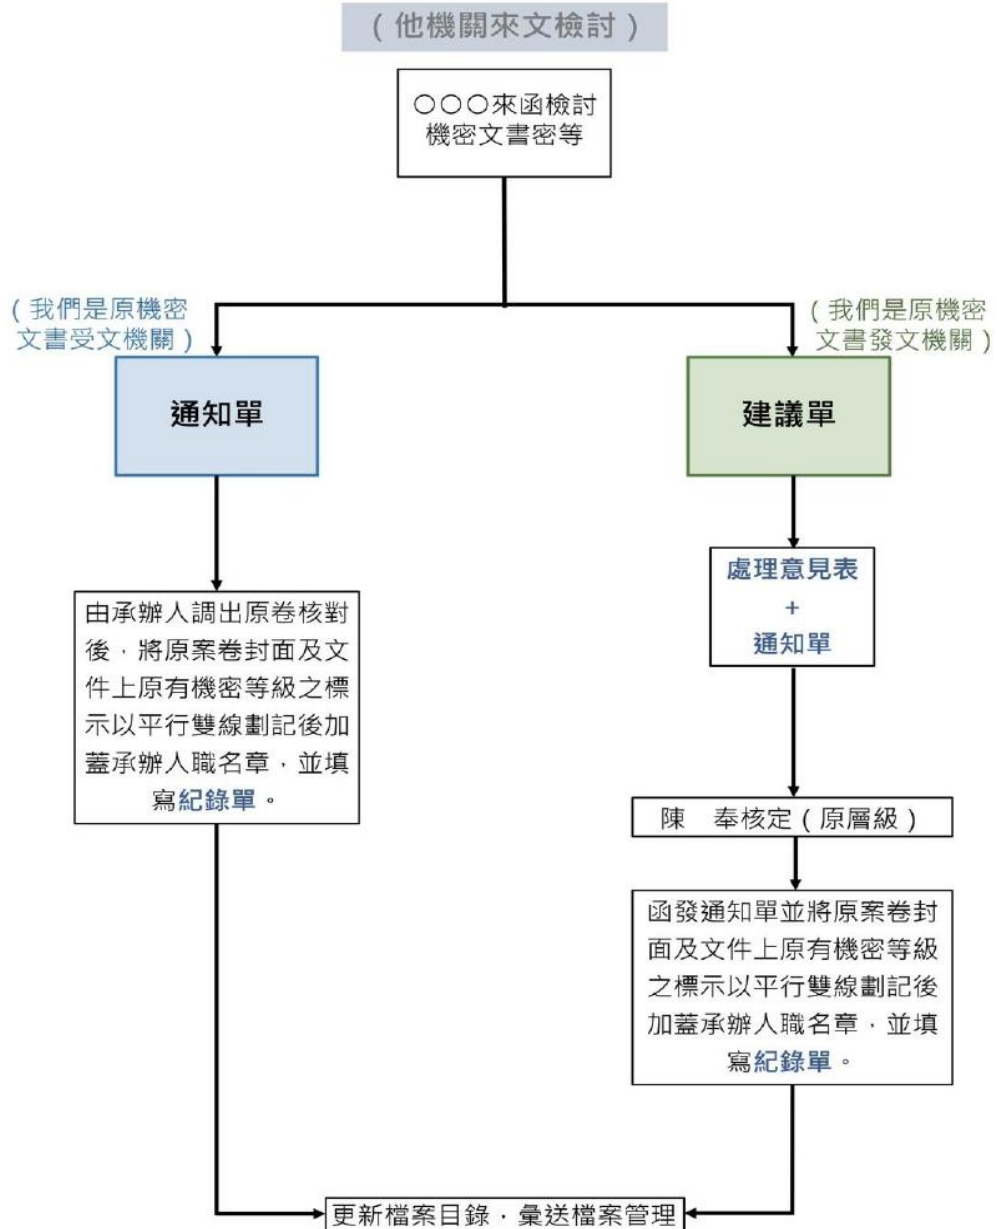 （他機關來文檢討）
○○○來函檢討
機密文書密等
（我們是原機密
文書受文機關）
（我們是原機密
文書發文機關）
通知單
建議單
由承辦人調出原卷核對
後，將原案卷封面及文
件上原有機密等級之標
示以平行雙線劃記後加
蓋承辦人職名章，並填
寫紀錄單。
處理意見表
+
通知單
陳　奉核定（原層級）
函發通知單並將原案卷封
面及文件上原有機密等級
之標示以平行雙線劃記後
加蓋承辦人職名章，並填
寫紀錄單。
更新檔案目錄，彙送檔案管理